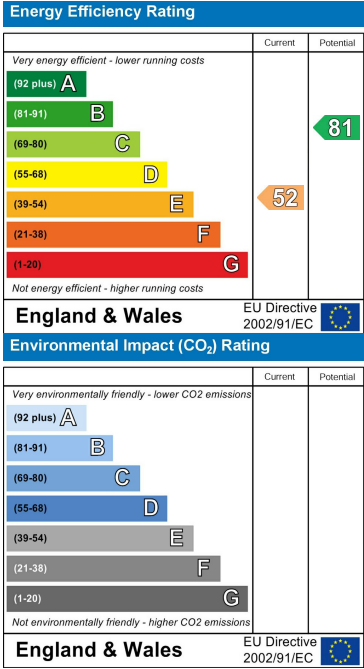 Energy Efficiency Rating
Current Potential
Very energy efficient - lower running costs
(92 plus) A
(81-91) B
81
(69-80) C
(55-68) D
(39-54) E
52
(21-38) F
(1-20) G
Not energy efficient - higher running costs
England & Wales
EU Directive
2002/91/EC
Environmental Impact (CO₂) Rating
Current Potential
Very environmentally friendly - lower CO2 emissions
(92 plus) A
(81-91) B
(69-80) C
(55-68) D
(39-54) E
(21-38) F
(1-20) G
Not environmentally friendly - higher CO2 emissions
England & Wales
EU Directive
2002/91/EC